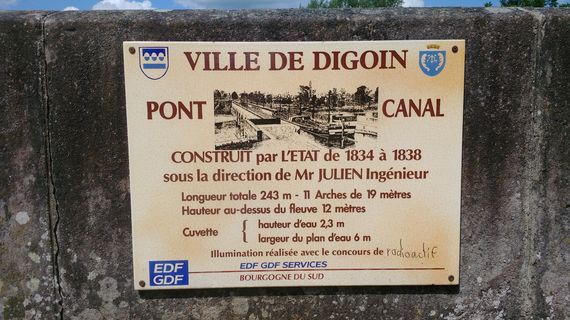 VILLE DE DIGOIN
PONT CANAL
CONSTRUIT par L'ETAT de 1834 à 1838
sous la direction de Mr JULIEN Ingénieur
Longueur totale 243 m - 11 Arches de 19 mètres
Hauteur au-dessus du fleuve 12 mètres
Cuvette { hauteur d'eau 2,3 m
largeur du plan d'eau 6 m
Illumination réalisée avec le concours de radioactif
EDF
GDF
EDF GDF SERVICES
BOURGOGNE DU SUD